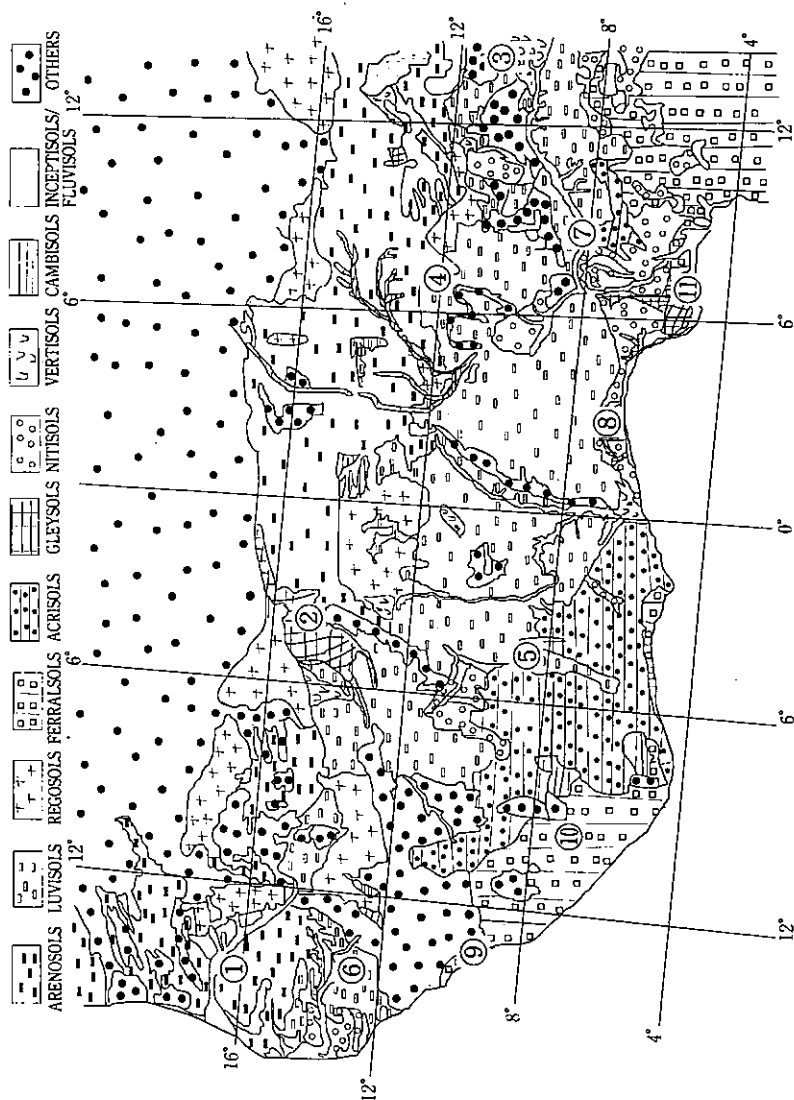 ARENOSOLS
LUVISOLS
REGOSOLS
FERRALSOLS
ACRISOLS
GLEYSOLS
NITISOLS
VERTISOLS
CAMBISOLS
INCEPTISOLS/
FLUVISOLS
OTHERS
12° 6° 6° 12°
16° 16°
12° 12°
8° 8°
4° 4°
12° 6° 0° 6° 12°
①
②
③
④
⑤
⑥
⑦
⑧
⑨
⑩
⑪